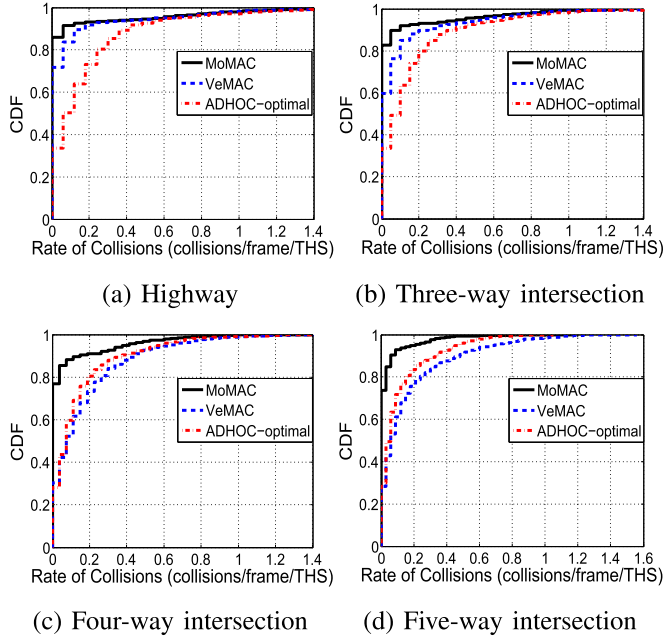 CDF
1
0.8
0.6
0.4
0.2
0
MoMAC
VeMAC
ADHOC−optimal
0 0.2 0.4 0.6 0.8 1.0 1.2 1.4
Rate of Collisions (collisions/frame/THS)
(a) Highway
CDF
1
0.8
0.6
0.4
0.2
0
MoMAC
VeMAC
ADHOC−optimal
0 0.2 0.4 0.6 0.8 1.0 1.2 1.4
Rate of Collisions (collisions/frame/THS)
(b) Three-way intersection
CDF
1
0.8
0.6
0.4
0.2
0
MoMAC
VeMAC
ADHOC−optimal
0 0.2 0.4 0.6 0.8 1.0 1.2 1.4
Rate of Collisions (collisions/frame/THS)
(c) Four-way intersection
CDF
1
0.8
0.6
0.4
0.2
0
MoMAC
VeMAC
ADHOC−optimal
0 0.2 0.4 0.6 0.8 1.0 1.2 1.4 1.6
Rate of Collisions (collisions/frame/THS)
(d) Five-way intersection